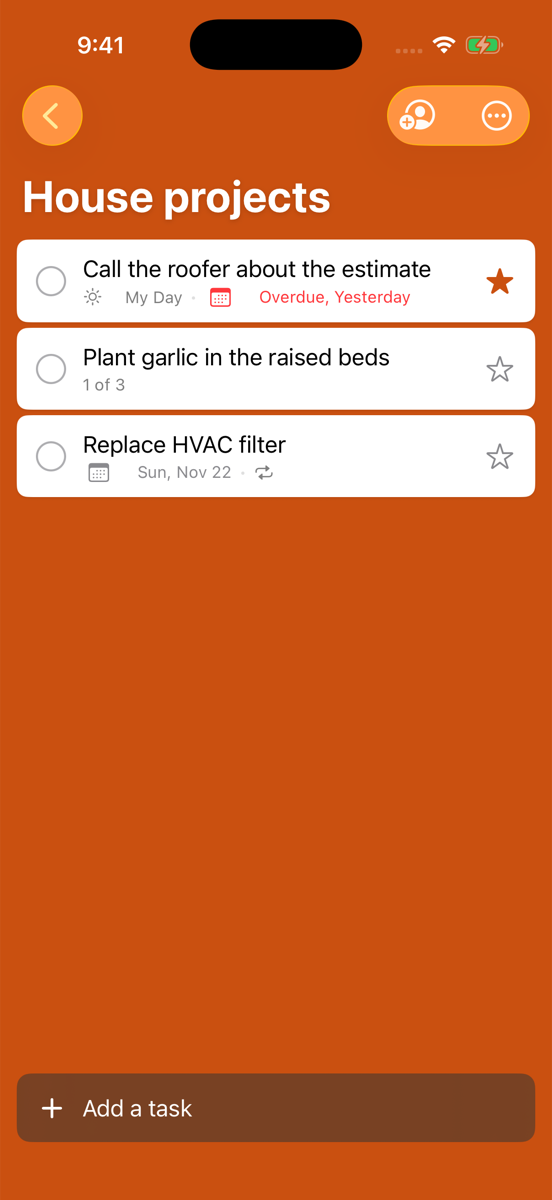 9:41
House projects
Call the roofer about the estimate
My Day · Overdue, Yesterday
Plant garlic in the raised beds
1 of 3
Replace HVAC filter
Sun, Nov 22 ·
Add a task